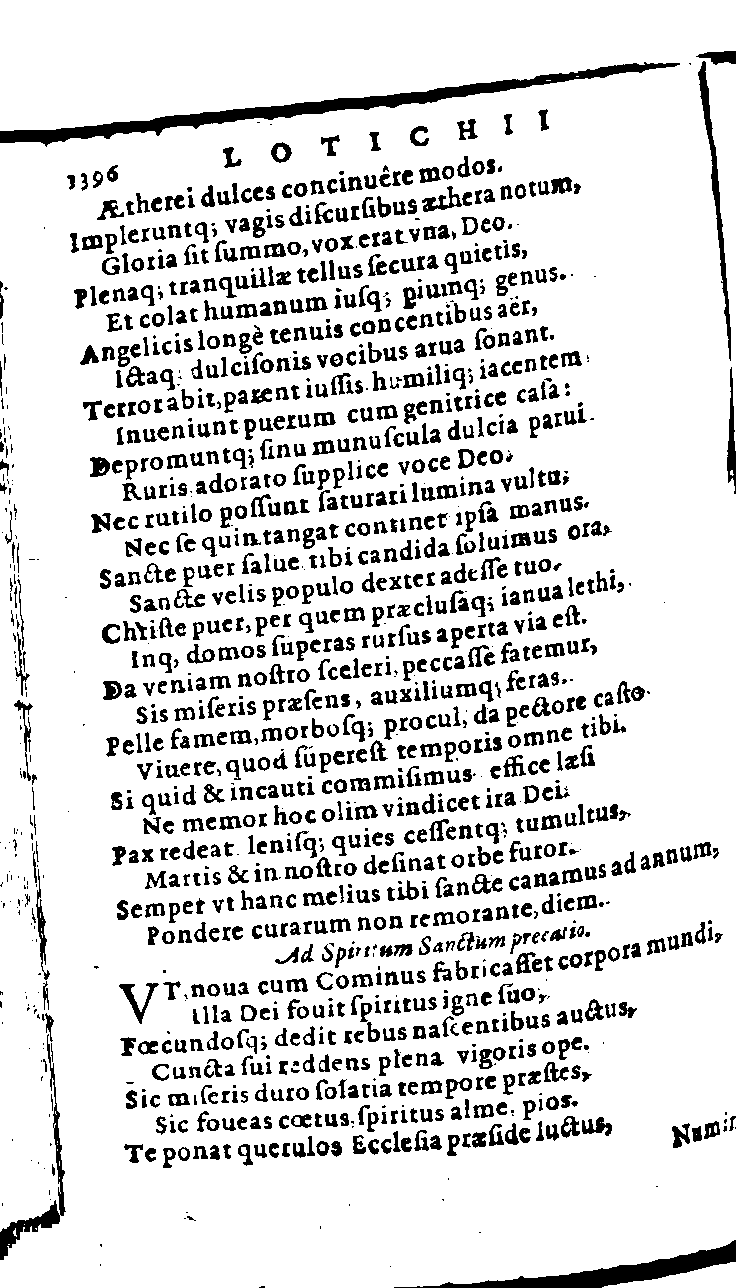 1396 LOTICHII
Ætherei dulces concinuêre modos.
Impleruntq; vagis diſcurſibus æthera notum,
Gloria ſit ſummo, vox erat vna, Deo.
Plenaq; tranquillæ tellus ſecura quietis,
Et colat humanum iuſq; piumq; genus.
Angelicis longè tenuis concentibus aër,
Ictaq; dulciſonis vocibus arua ſonant.
Terror abit, parent iuſſis. humiliq; iacentem
Inueniunt puerum cum genitrice caſa:
Depromuntq; ſinu munuſcula dulcia parui
Ruris adorato ſupplice voce Deo.
Nec rutilo poſſunt ſaturari lumina vultu;
Nec ſe quin tangat continet ipſa manus.
Sancte puer ſalue tibi candida ſoluimus ora,
Sancte velis populo dexter adeſſe tuo.
Chriſte puer, per quem præcluſáq; ianua lethi,
Inq, domos ſuperas rurſus aperta via eſt.
Da veniam noſtro ſceleri, peccaſſe fatemur,
Sis miſeris præſens, auxiliumq; feras.
Pelle famem, morboſq; procul, da pectore caſto
Viuere, quod ſupereſt temporis omne tibi.
Si quid & incauti commiſimus effice læſi
Ne memor hoc olim vindicet ira Dei.
Pax redeat leniſq; quies ceſſentq; tumultus,
Martis & in noſtro deſinat orbe furor.
Semper vt hanc melius tibi ſancte canamus ad annum,
Pondere curarum non remorante, diem.
Ad Spiritum Sanctum precatio.
VT, noua cum Cominus fabricaſſet corpora mundi,
Illa Dei fouit ſpiritus igne ſuo,
Fœcundoſq; dedit rebus naſcentibus auctus,
Cuncta ſui reddens plena vigoris ope.
Sic miſeris duro ſolatia tempore præſtes,
Sic foueas cœtus, ſpiritus alme, pios.
Te ponat querulos Eccleſia præſide luctus,
Numin